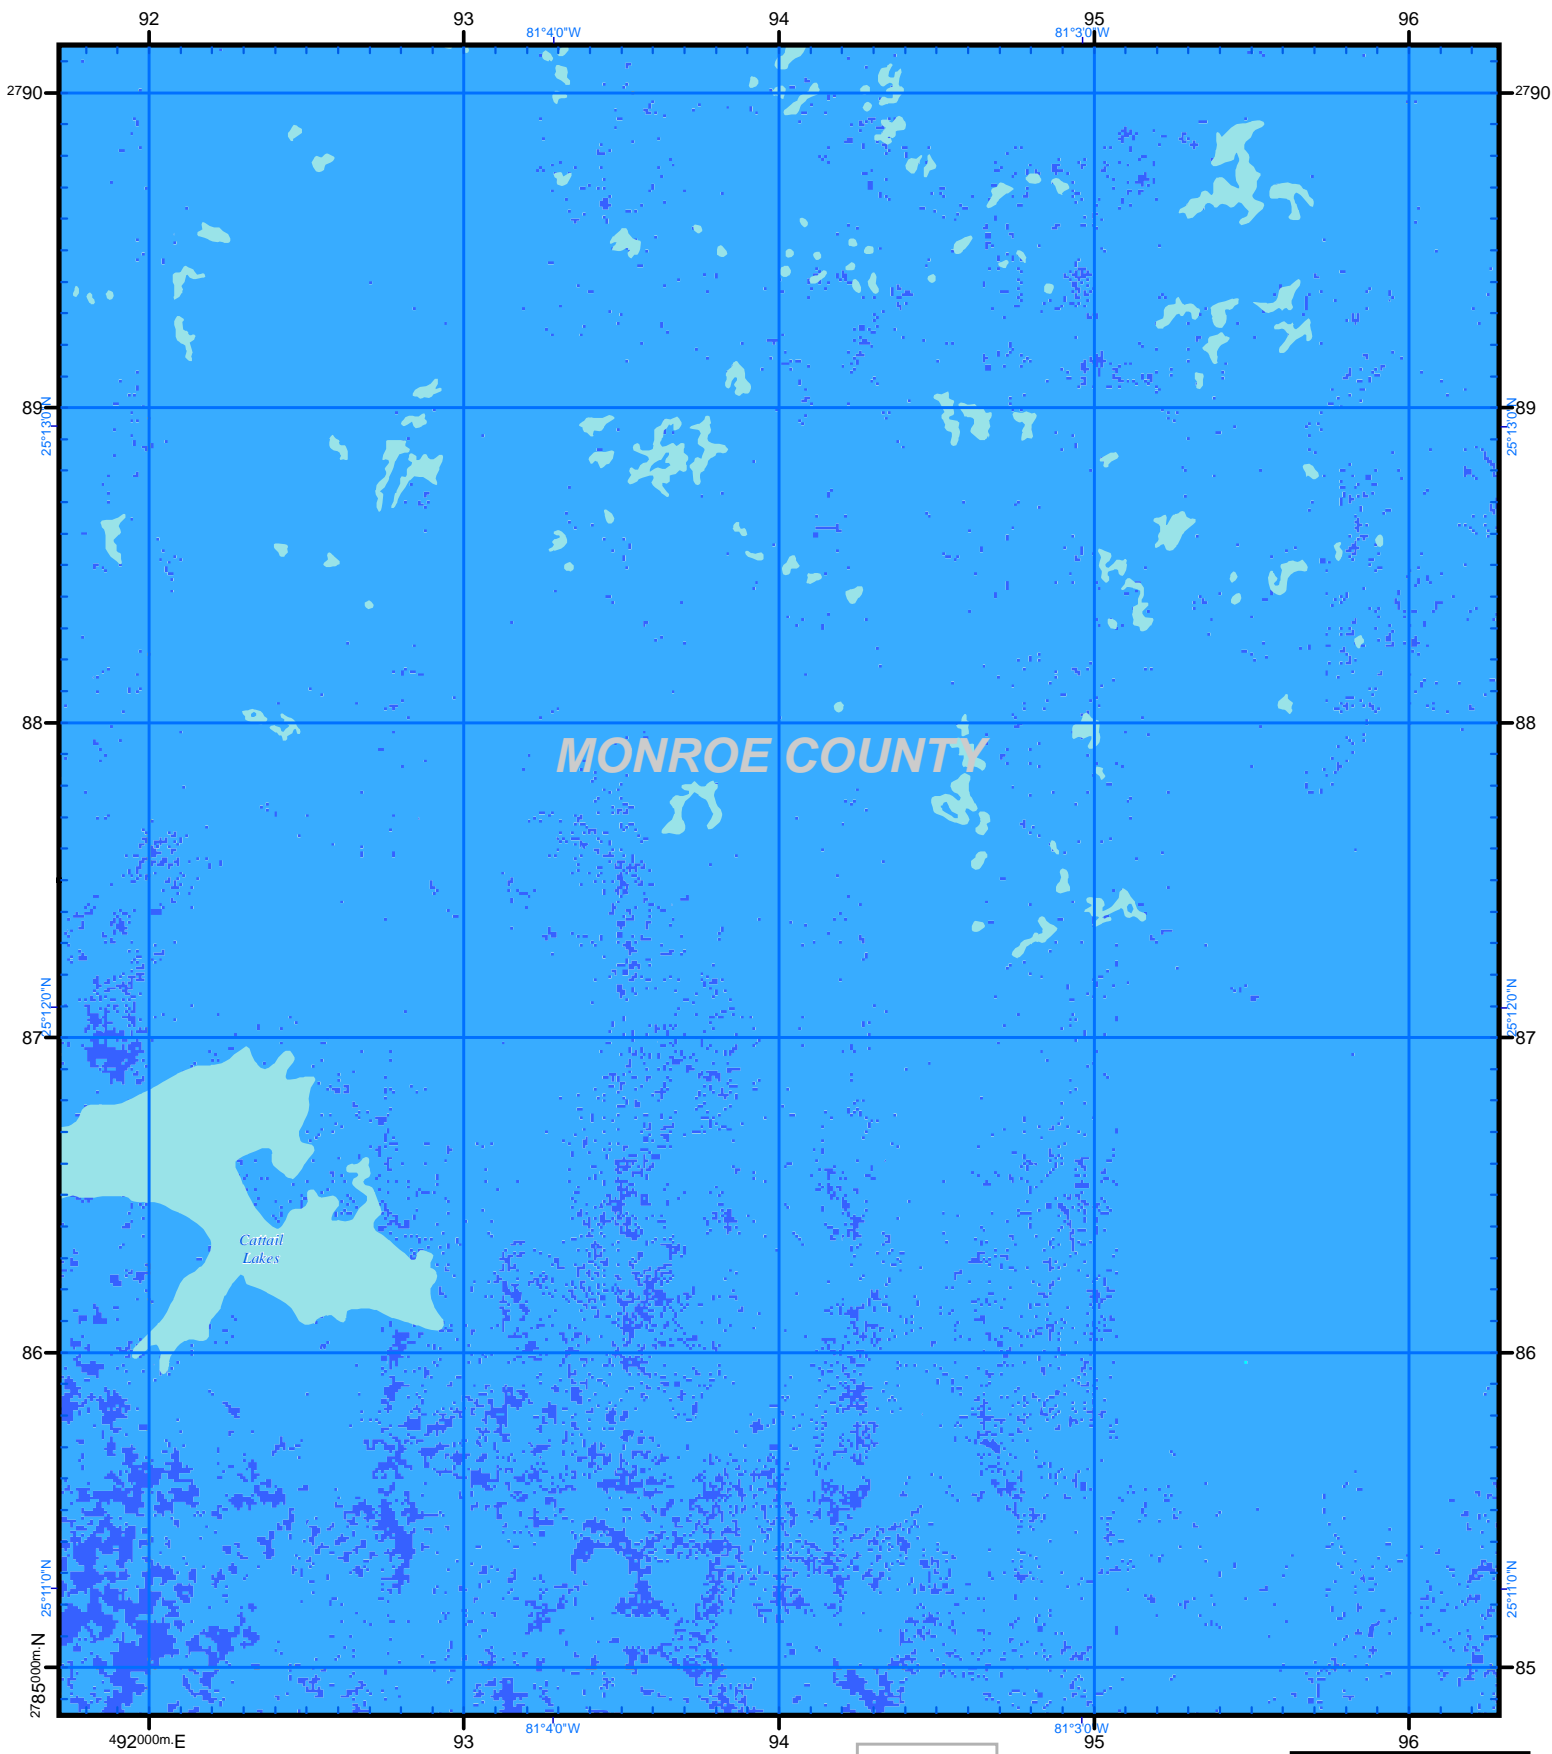 92 93 94 95 96
81°4'0"W 81°3'0"W
2790 2790
89 89
25°13'0"N 25°13'0"N
88 88
MONROE COUNTY
25°12'0"N 25°12'0"N
87 87
Cattail
Lakes
86 86
25°11'0"N 25°11'0"N
2785000m.N 85
81°4'0"W 81°3'0"W
492000m.E 93 94 95 96